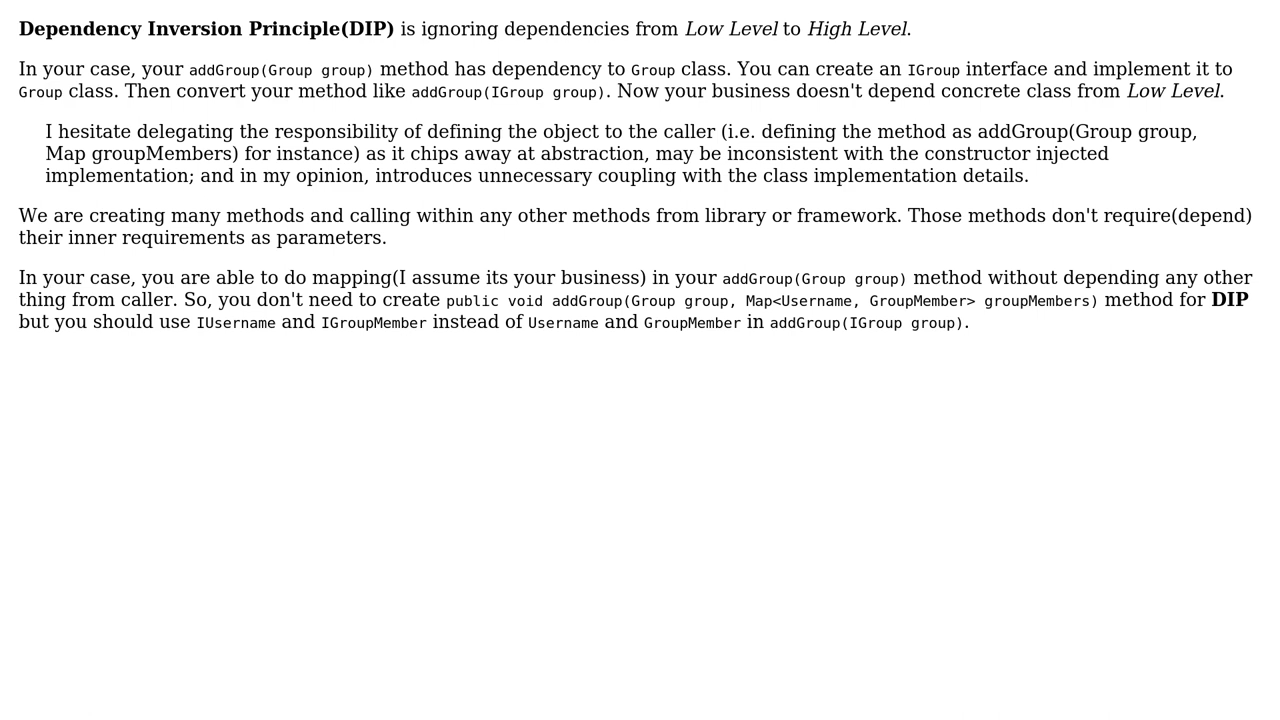 Dependency Inversion Principle(DIP) is ignoring dependencies from Low Level to High Level.
In your case, your addGroup(Group group) method has dependency to Group class. You can create an IGroup interface and implement it to
Group class. Then convert your method like addGroup(IGroup group). Now your business doesn't depend concrete class from Low Level.
I hesitate delegating the responsibility of defining the object to the caller (i.e. defining the method as addGroup(Group group,
Map groupMembers) for instance) as it chips away at abstraction, may be inconsistent with the constructor injected
implementation; and in my opinion, introduces unnecessary coupling with the class implementation details.
We are creating many methods and calling within any other methods from library or framework. Those methods don't require(depend)
their inner requirements as parameters.
In your case, you are able to do mapping(I assume its your business) in your addGroup(Group group) method without depending any other
thing from caller. So, you don't need to create public void addGroup(Group group, Map<Username, GroupMember> groupMembers) method for DIP
but you should use IUsername and IGroupMember instead of Username and GroupMember in addGroup(IGroup group).